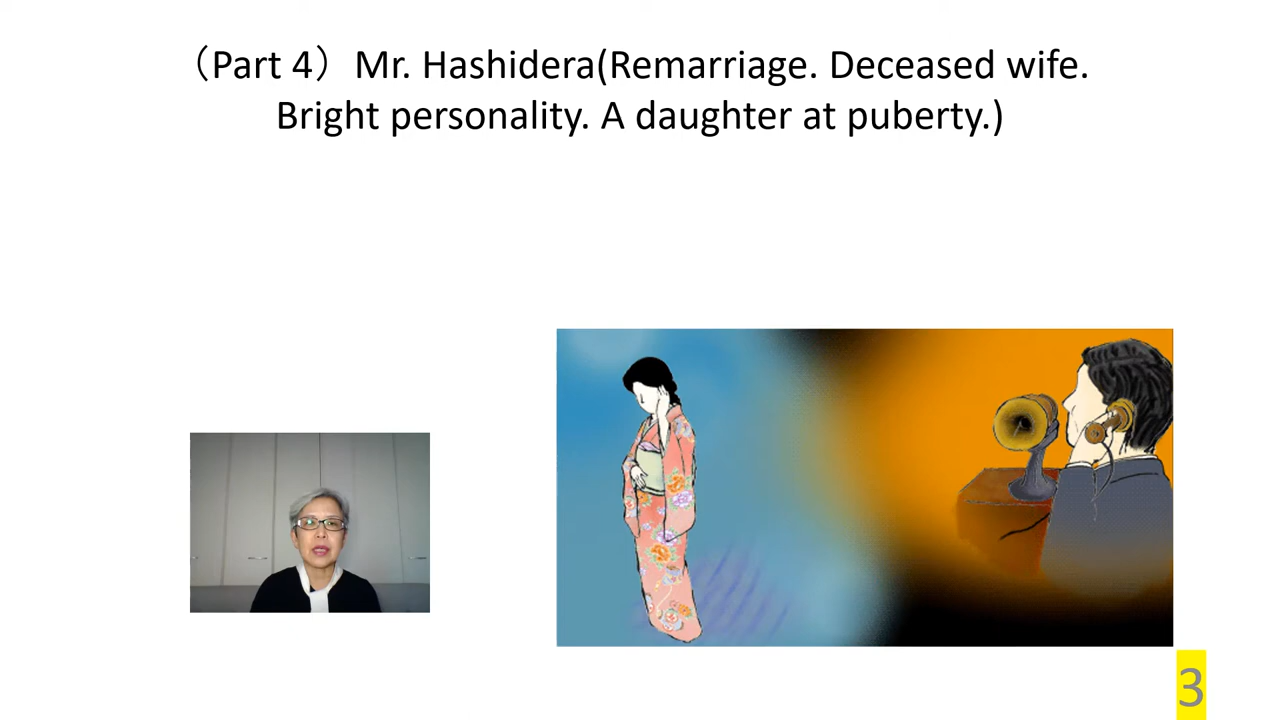 （Part 4）Mr. Hashidera(Remarriage. Deceased wife.
Bright personality. A daughter at puberty.)
3